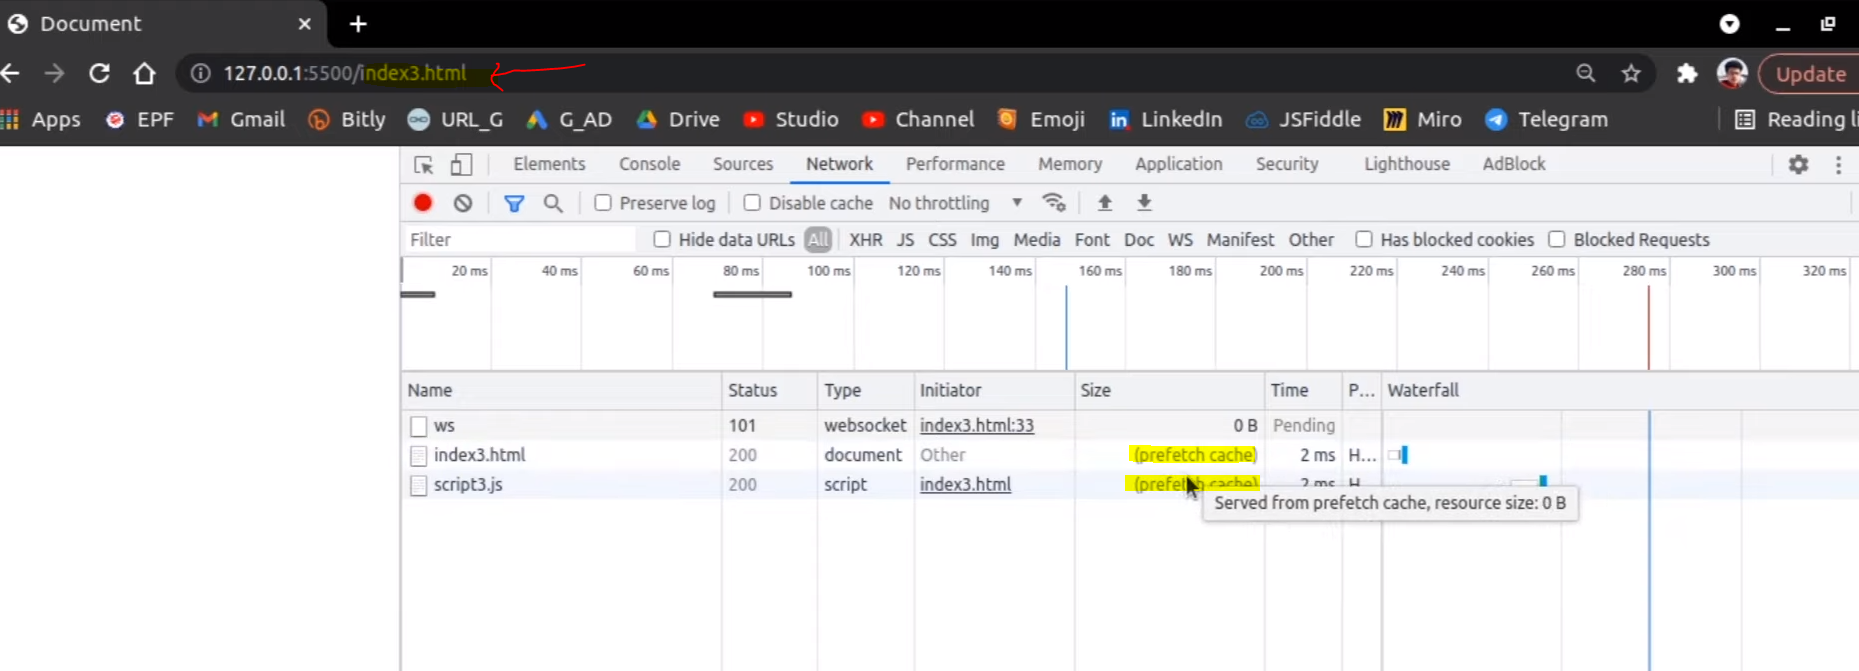 Document
127.0.0.1:5500/index3.html
Update
Apps EPF Gmail Bitly URL_G G_AD Drive Studio Channel Emoji LinkedIn JSFiddle Miro Telegram Reading li
Elements Console Sources Network Performance Memory Application Security Lighthouse AdBlock
Preserve log Disable cache No throttling
Filter Hide data URLs All XHR JS CSS Img Media Font Doc WS Manifest Other Has blocked cookies Blocked Requests
20 ms 40 ms 60 ms 80 ms 100 ms 120 ms 140 ms 160 ms 180 ms 200 ms 220 ms 240 ms 260 ms 280 ms 300 ms 320 ms
Name Status Type Initiator Size Time P... Waterfall
ws 101 websocket index3.html:33 0 B Pending
index3.html 200 document Other (prefetch cache) 2 ms H...
script3.js 200 script index3.html (prefetch cache) 2 ms H
Served from prefetch cache, resource size: 0 B